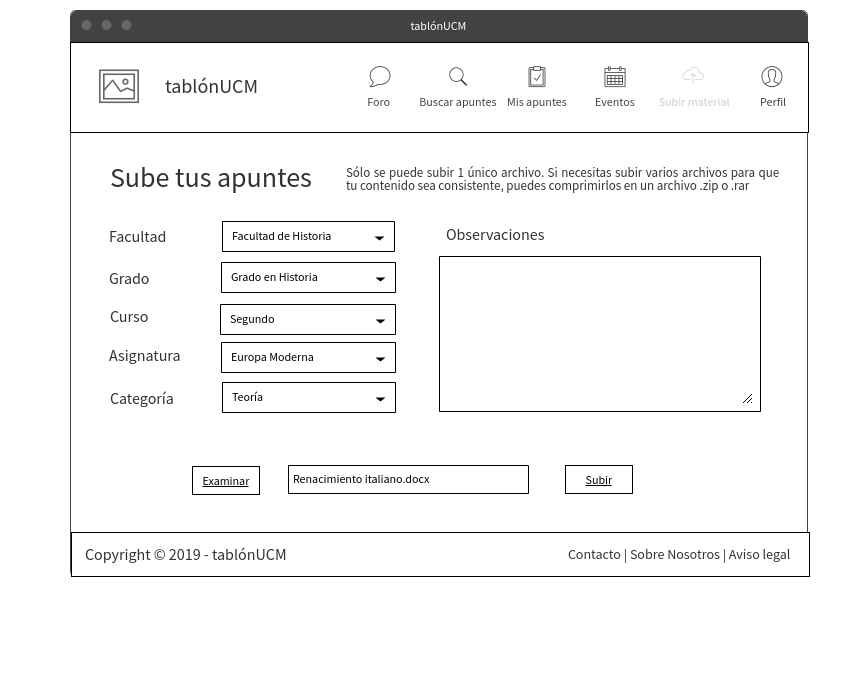 tablónUCM
tablónUCM
Foro
Buscar apuntes
Mis apuntes
Eventos
Subir material
Perfil
Sube tus apuntes
Sólo se puede subir 1 único archivo. Si necesitas subir varios archivos para que
tu contenido sea consistente, puedes comprimirlos en un archivo .zip o .rar
Facultad
Facultad de Historia
Observaciones
Grado
Grado en Historia
Curso
Segundo
Asignatura
Europa Moderna
Categoría
Teoría
Examinar
Renacimiento italiano.docx
Subir
Copyright © 2019 - tablónUCM
Contacto | Sobre Nosotros | Aviso legal